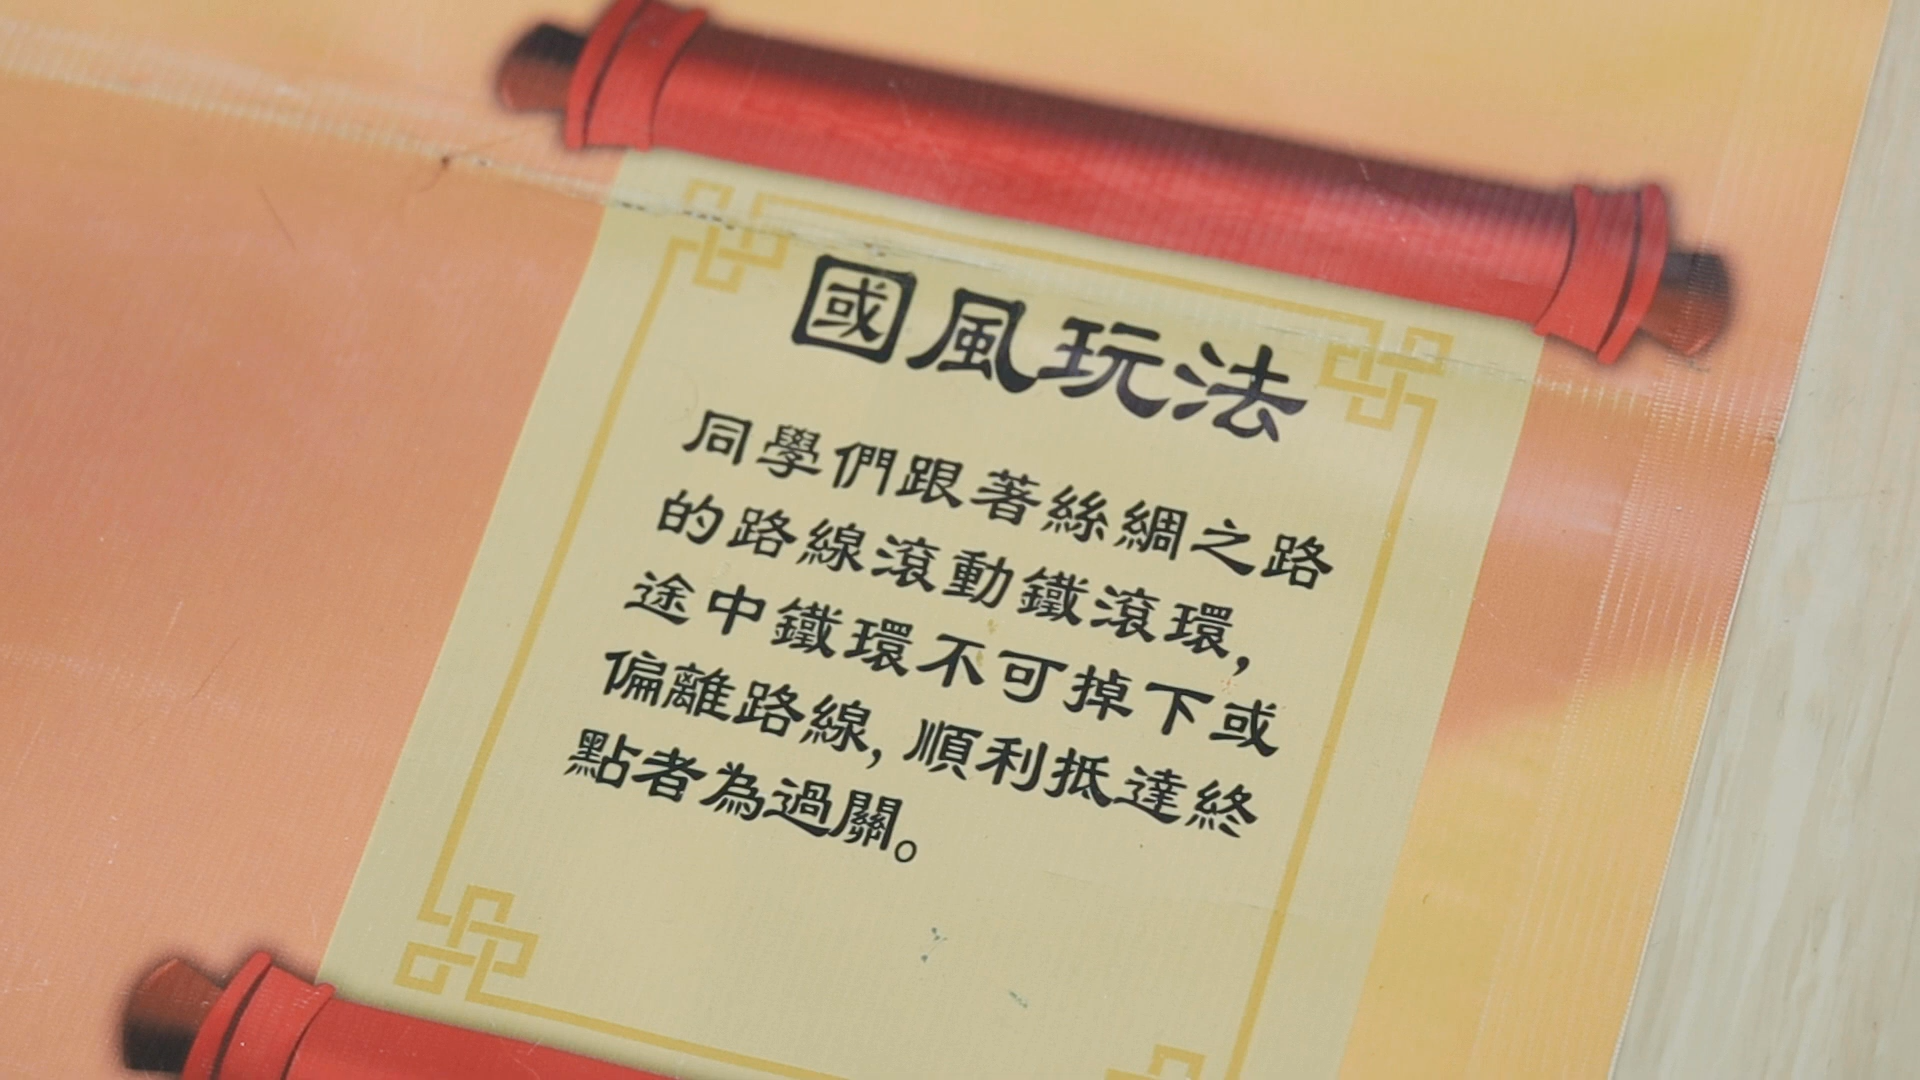 國風玩法
同學們跟著絲綢之路
的路線滾動鐵滾環，
途中鐵環不可掉下或
偏離路線，順利抵達終
點者為過關。